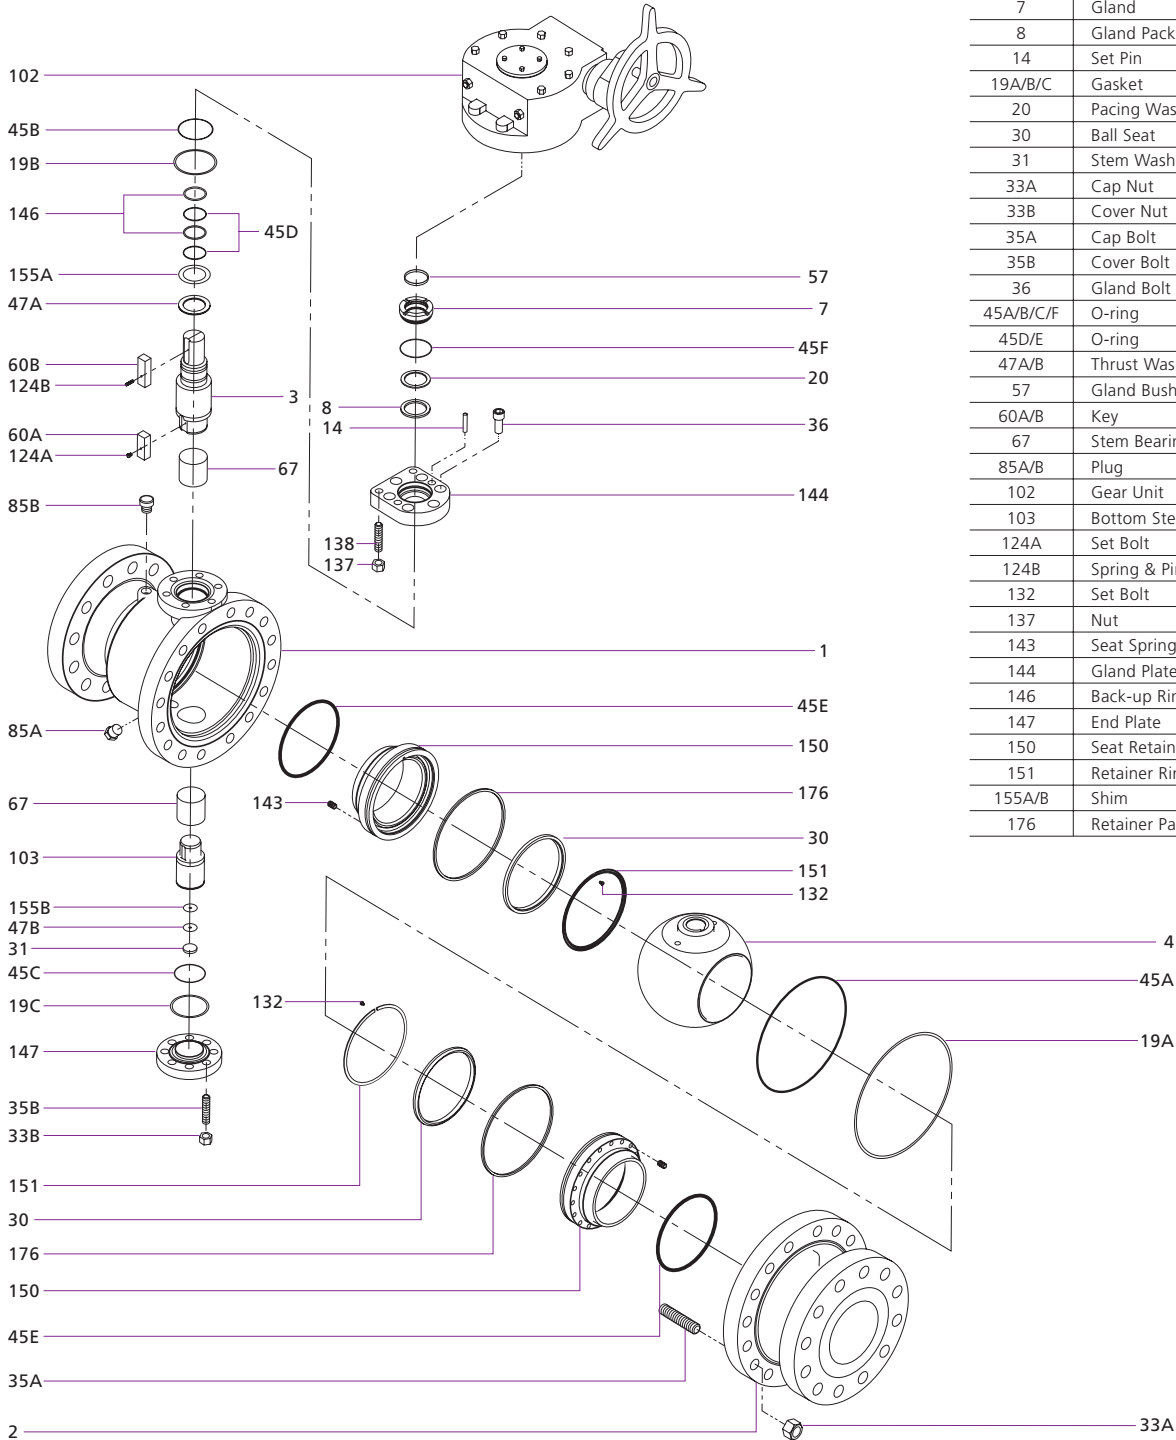 7 Gland
8 Gland Pack
14 Set Pin
19A/B/C Gasket
20 Pacing Was
30 Ball Seat
31 Stem Wash
33A Cap Nut
33B Cover Nut
35A Cap Bolt
35B Cover Bolt
36 Gland Bolt
45A/B/C/F O-ring
45D/E O-ring
47A/B Thrust Was
57 Gland Bush
60A/B Key
67 Stem Bearin
85A/B Plug
102 Gear Unit
103 Bottom Ste
124A Set Bolt
124B Spring & Pin
132 Set Bolt
137 Nut
143 Seat Spring
144 Gland Plate
146 Back-up Rin
147 End Plate
150 Seat Retain
151 Retainer Rin
155A/B Shim
176 Retainer Pa
102
45B
19B
146
45D
155A
47A
60B
124B
3
60A
124A
67
85B
57
7
45F
20
8
14
36
144
138
137
1
85A
45E
150
143
176
30
151
132
4
45A
19A
67
103
155B
47B
31
45C
19C
147
35B
33B
132
151
30
176
150
45E
35A
2
33A